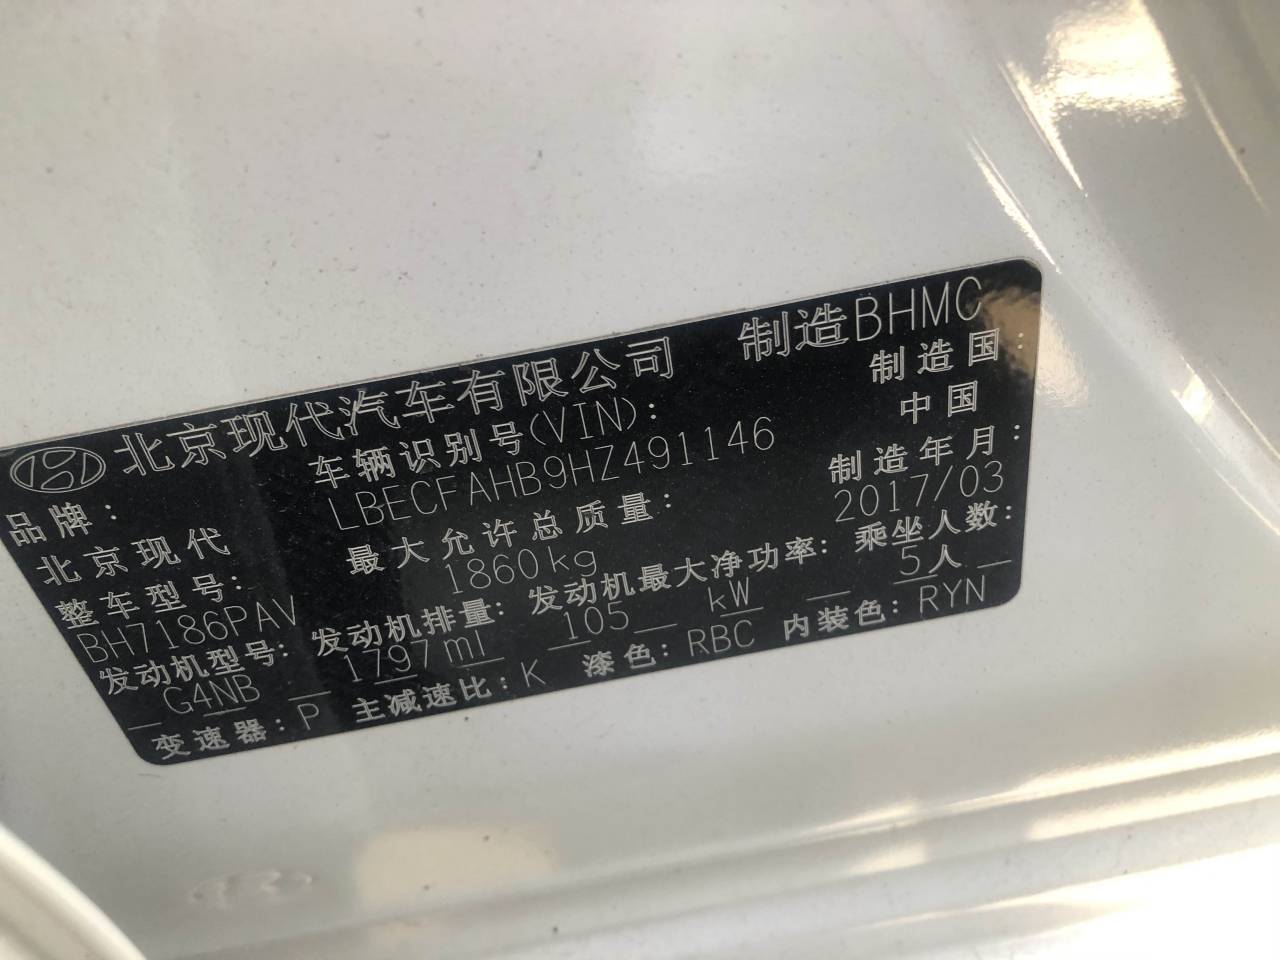 北京现代汽车有限公司 制造BHMC
品牌: 车辆识别号(VIN): 制造国:
北京现代 LBECFAHB9HZ491146 中国
整车型号: 最大允许总质量: 制造年月:
BH7186PAV 1860kg 2017/03
发动机型号: 发动机排量: 发动机最大净功率: 乘坐人数:
G4NB 1797ml 105 kW 5人
变速器: P 主减速比: K 漆色: RBC 内装色: RYN